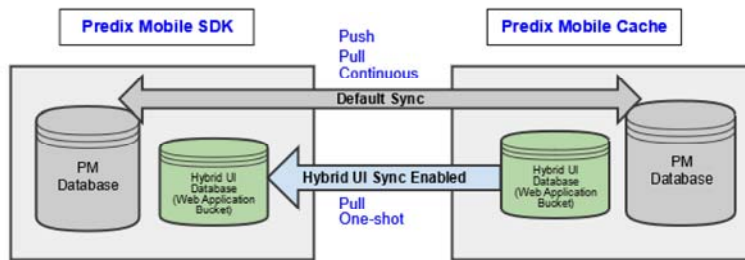 Predix Mobile SDK
Predix Mobile Cache
Push
Pull
Continuous
Default Sync
PM
Database
Hybrid UI
Database
(Web Application
Bucket)
Hybrid UI Sync Enabled
Hybrid UI
Database
(Web Application
Bucket)
PM
Database
Pull
One-shot